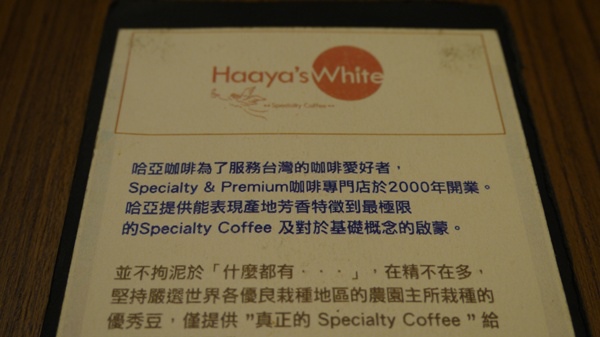 Haaya's White
Specialty Coffee
哈亞咖啡為了服務台灣的咖啡愛好者，
Specialty & Premium咖啡專門店於2000年開業。
哈亞提供能表現產地芳香特徵到最極限
的Specialty Coffee 及對於基礎概念的啟蒙。
並不拘泥於「什麼都有・・・」，在精不在多，
堅持嚴選世界各優良栽種地區的農園主所栽種的
優秀豆，僅提供 ”真正的 Specialty Coffee ” 給